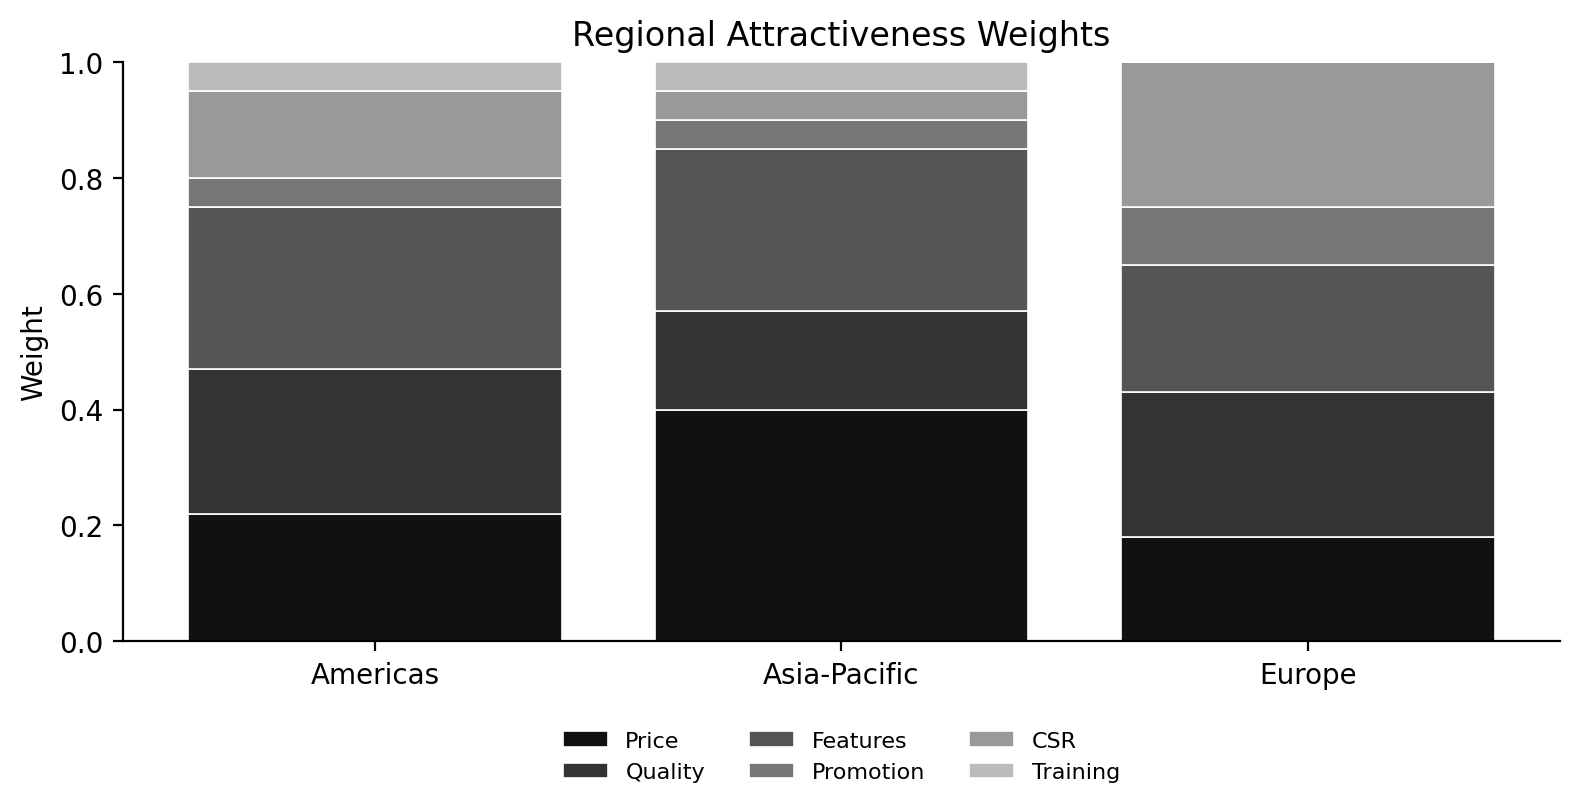 Regional Attractiveness Weights
1.0
0.8
0.6
0.4
0.2
0.0
Weight
Americas Asia-Pacific Europe
Price Features CSR
Quality Promotion Training